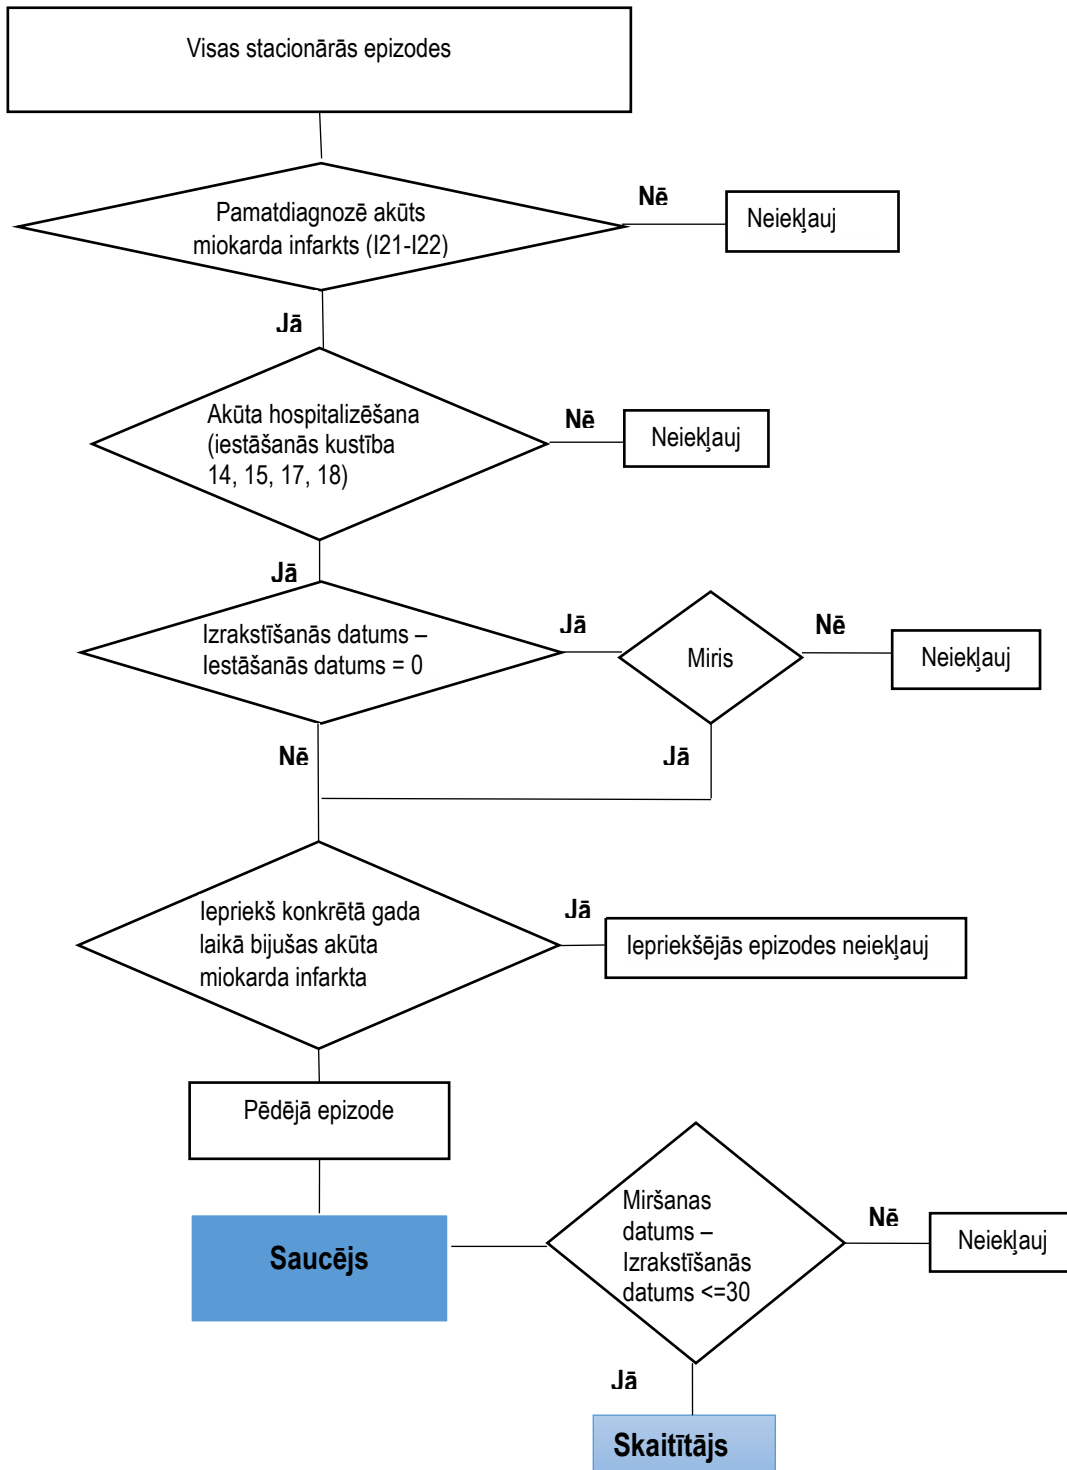 Visas stacionārās epizodes
Pamatdiagnozē akūts
miokarda infarkts (I21-I22)
Nē
Neiekļauj
Jā
Akūta hospitalizēšana
(iestāšanās kustība
14, 15, 17, 18)
Nē
Neiekļauj
Jā
Izrakstīšanās datums –
Iestāšanās datums = 0
Jā
Miris
Nē
Neiekļauj
Nē
Jā
Iepriekš konkrētā gada
laikā bijušas akūta
miokarda infarkta
Jā
Iepriekšējās epizodes neiekļauj
Pēdējā epizode
Saucējs
Miršanas
datums –
Izrakstīšanās
datums <=30
Nē
Neiekļauj
Jā
Skaitītājs